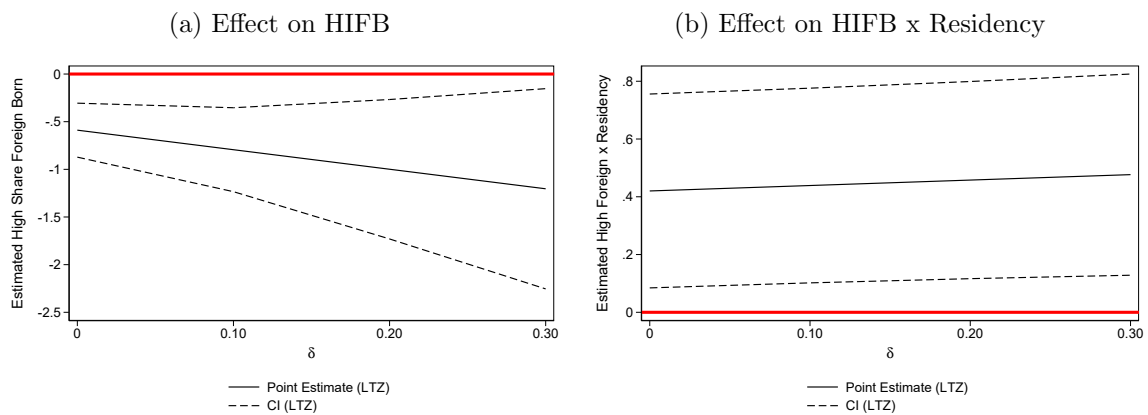 (a) Effect on HIFB
Estimated High Share Foreign Born
0
-.5
-1
-1.5
-2
-2.5
0 0.10 0.20 0.30
δ
Point Estimate (LTZ)
CI (LTZ)
(b) Effect on HIFB x Residency
Estimated High Foreign x Residency
.8
.6
.4
.2
0
0 0.10 0.20 0.30
δ
Point Estimate (LTZ)
CI (LTZ)